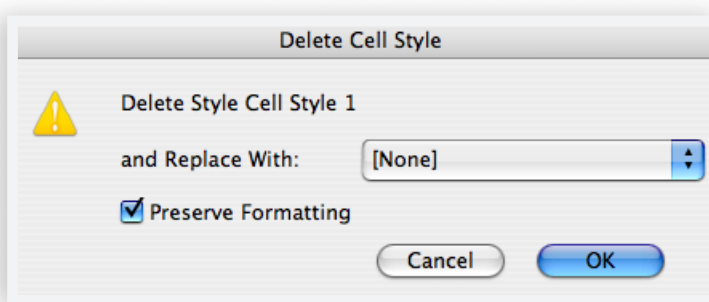 Delete Cell Style
Delete Style Cell Style 1
and Replace With: [None]
Preserve Formatting
Cancel OK